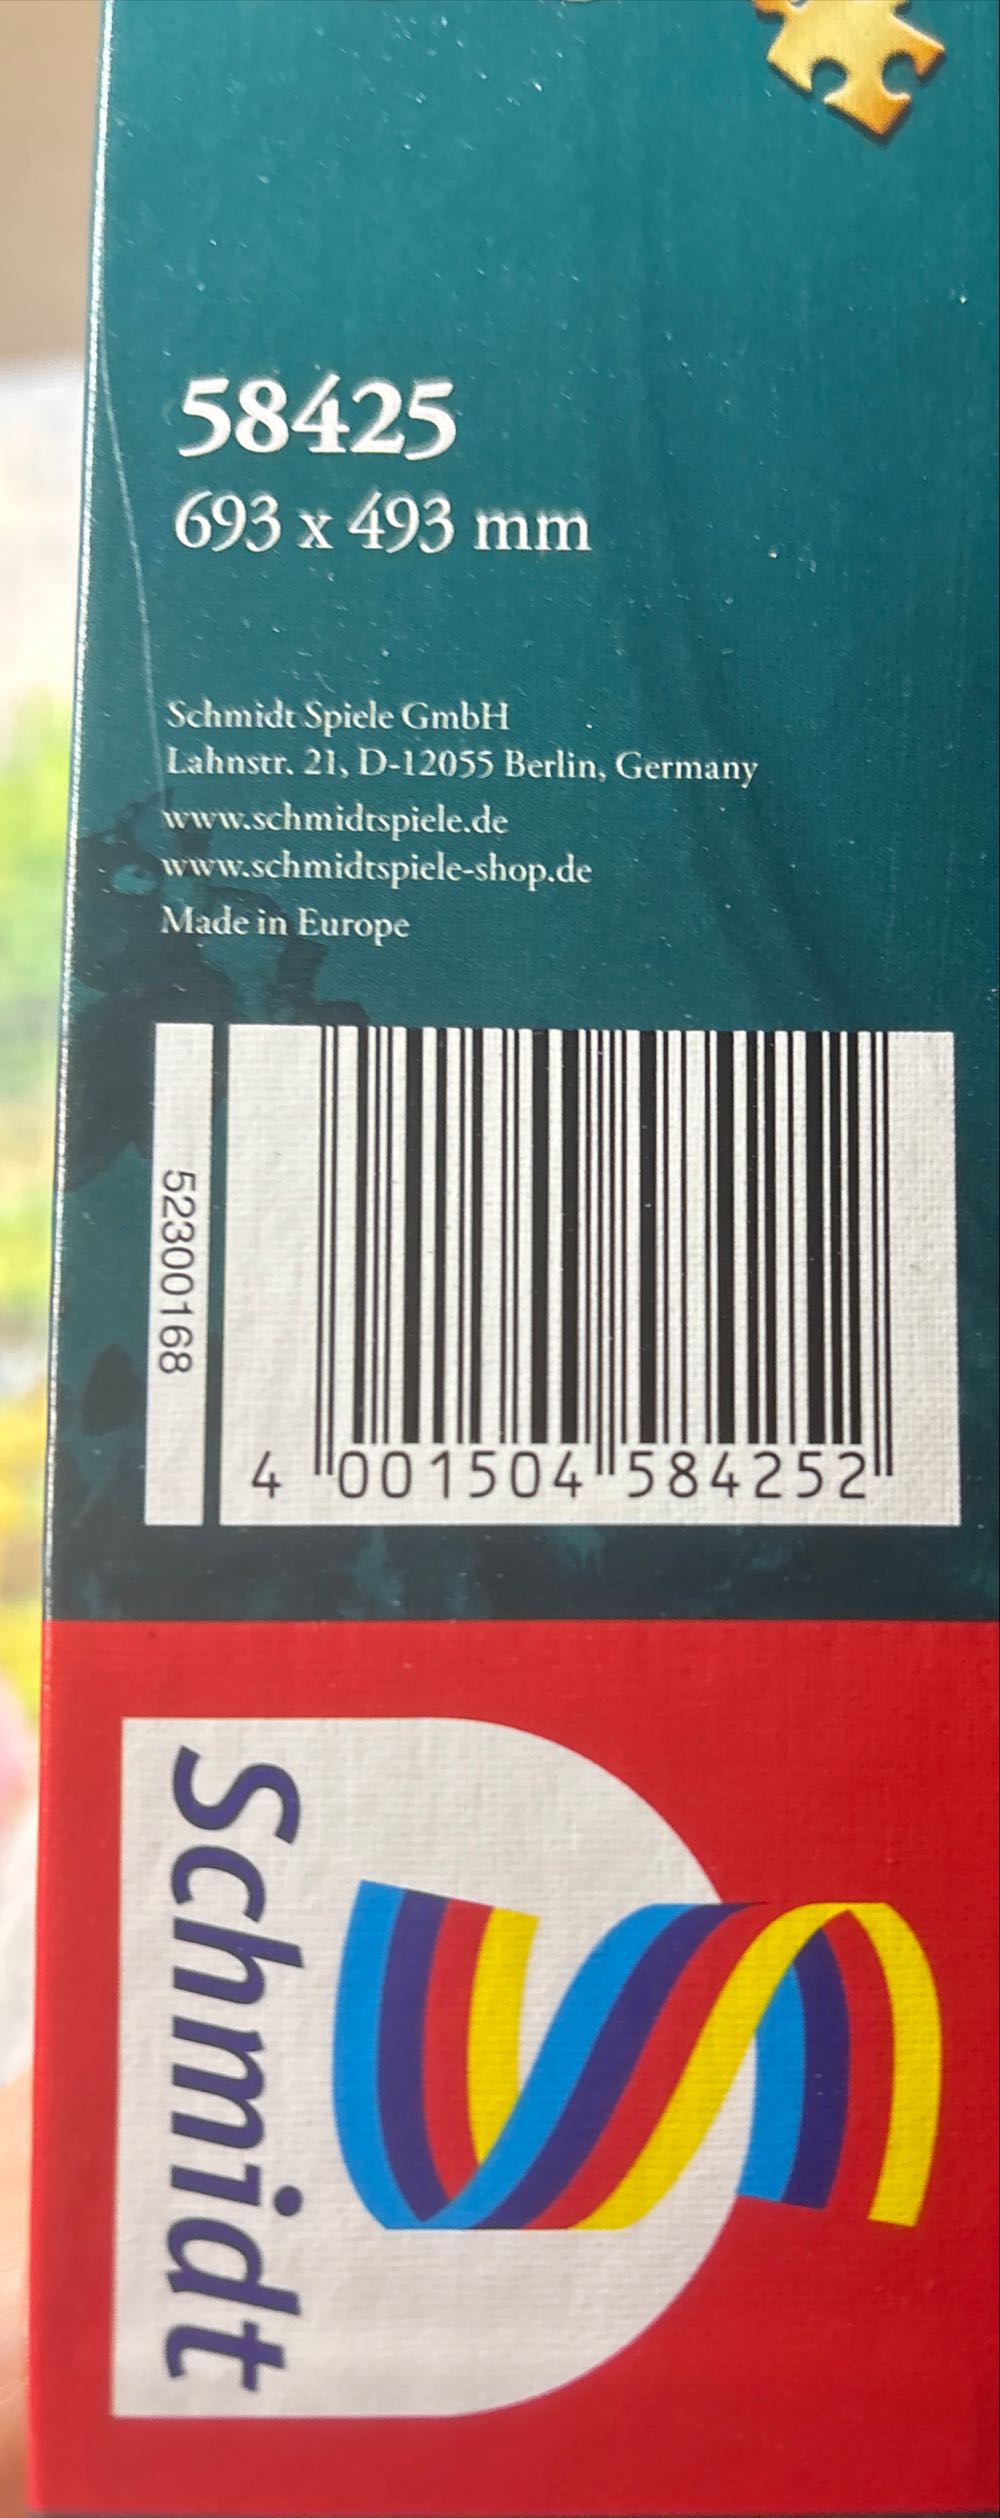 58425
693 x 493 mm
Schmidt Spiele GmbH
Lahnstr. 21, D-12055 Berlin, Germany
www.schmidtspiele.de
www.schmidtspiele-shop.de
Made in Europe
52300168
4 001504 584252
Schmidt